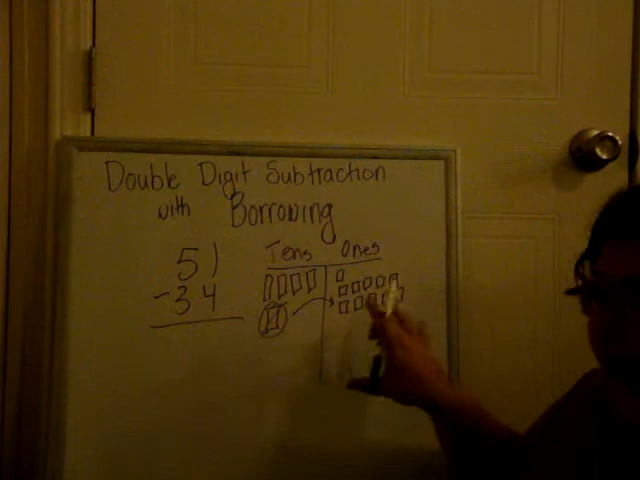 Double Digit Subtraction
with Borrowing
Tens Ones
51
-34